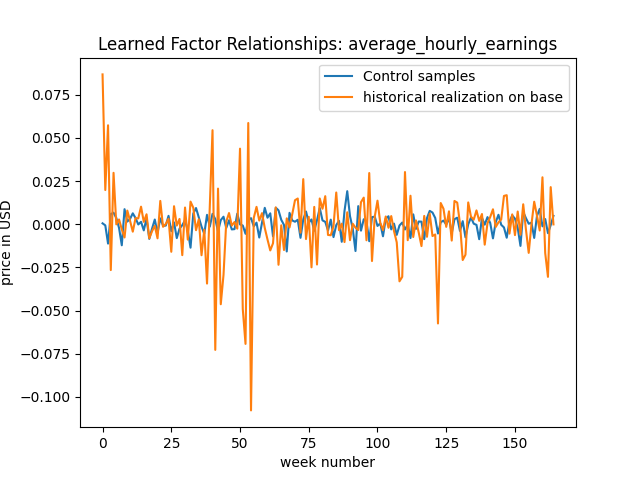 Learned Factor Relationships: average_hourly_earnings
Control samples
historical realization on base
price in USD
0.075
0.050
0.025
0.000
−0.025
−0.050
−0.075
−0.100
0 25 50 75 100 125 150
week number